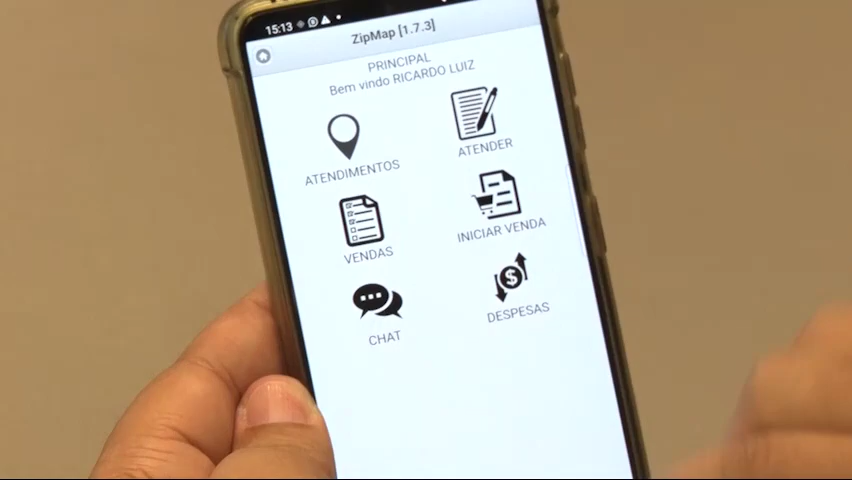 15:13
ZipMap [1.7.3]
PRINCIPAL
Bem vindo RICARDO LUIZ
ATENDIMENTOS
ATENDER
VENDAS
INICIAR VENDA
CHAT
DESPESAS